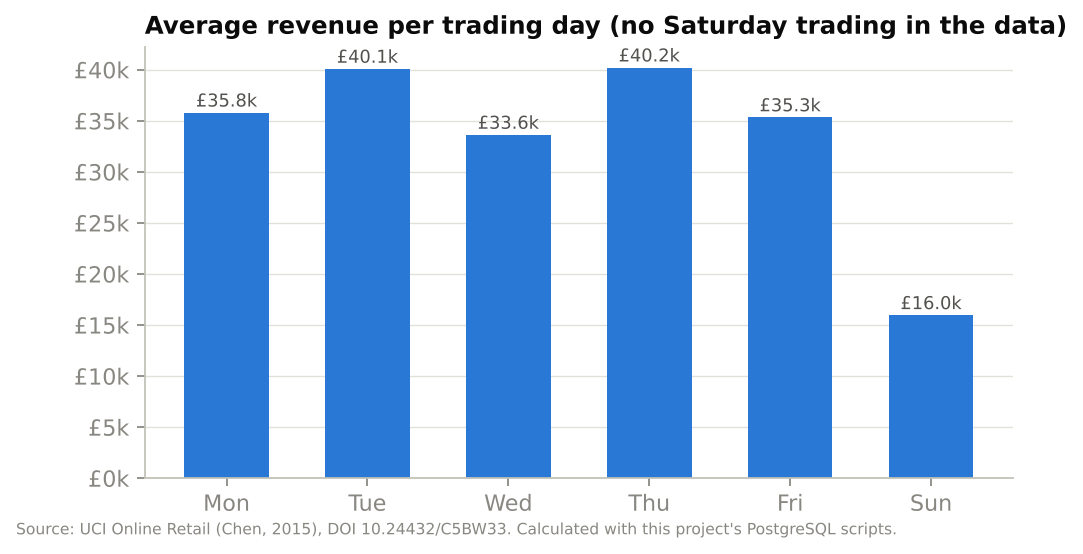 Average revenue per trading day (no Saturday trading in the data)
£40.1k
£40.2k
£40k
£35.8k
£35.3k
£35k
£33.6k
£30k
£25k
£20k
£16.0k
£15k
£10k
£5k
£0k
Mon Tue Wed Thu Fri Sun
Source: UCI Online Retail (Chen, 2015), DOI 10.24432/C5BW33. Calculated with this project's PostgreSQL scripts.